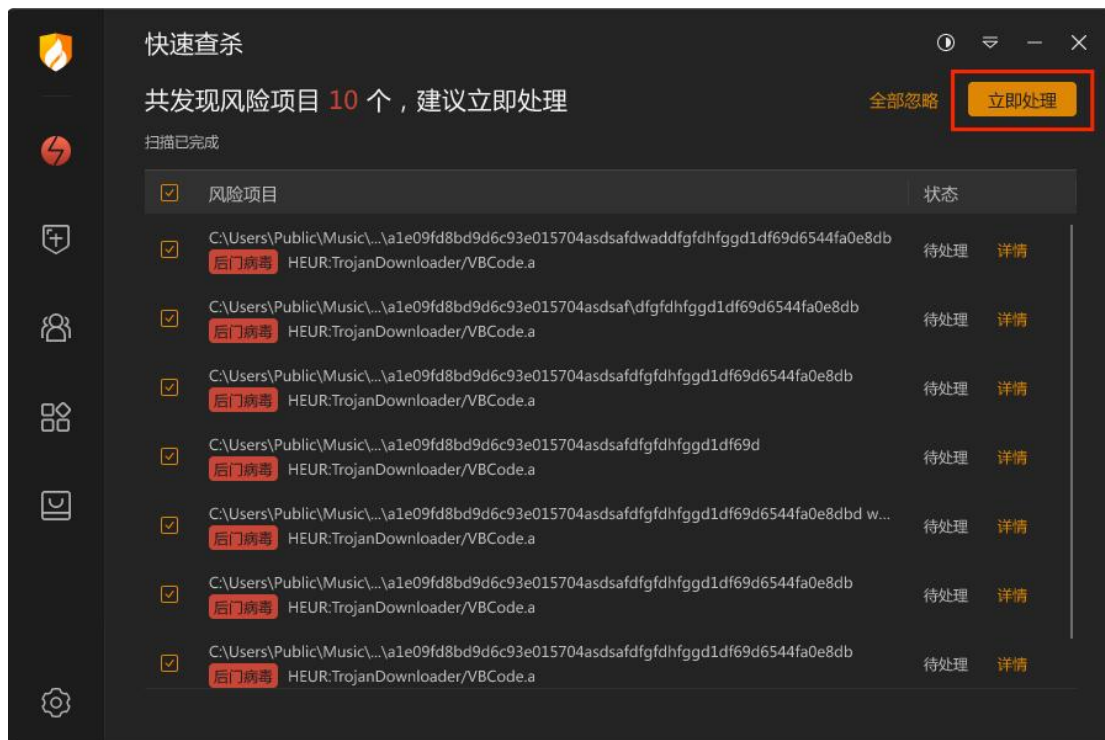 快速查杀
共发现风险项目 10 个，建议立即处理
全部忽略
立即处理
扫描已完成
风险项目
状态
C:\Users\Public\Music\...\a1e09fd8bd9d6c93e015704asdsafdwaddfgfdhfggd1df69d6544fa0e8db
后门病毒 HEUR:TrojanDownloader/VBCode.a
待处理 详情
C:\Users\Public\Music\...\a1e09fd8bd9d6c93e015704asdsaf\dfgfdhfggd1df69d6544fa0e8db
后门病毒 HEUR:TrojanDownloader/VBCode.a
待处理 详情
C:\Users\Public\Music\...\a1e09fd8bd9d6c93e015704asdsafdfgfdhfggd1df69d6544fa0e8db
后门病毒 HEUR:TrojanDownloader/VBCode.a
待处理 详情
C:\Users\Public\Music\...\a1e09fd8bd9d6c93e015704asdsafdfgfdhfggd1df69d
后门病毒 HEUR:TrojanDownloader/VBCode.a
待处理 详情
C:\Users\Public\Music\...\a1e09fd8bd9d6c93e015704asdsafdfgfdhfggd1df69d6544fa0e8dbd w...
后门病毒 HEUR:TrojanDownloader/VBCode.a
待处理 详情
C:\Users\Public\Music\...\a1e09fd8bd9d6c93e015704asdsafdfgfdhfggd1df69d6544fa0e8db
后门病毒 HEUR:TrojanDownloader/VBCode.a
待处理 详情
C:\Users\Public\Music\...\a1e09fd8bd9d6c93e015704asdsafdfgfdhfggd1df69d6544fa0e8db
后门病毒 HEUR:TrojanDownloader/VBCode.a
待处理 详情